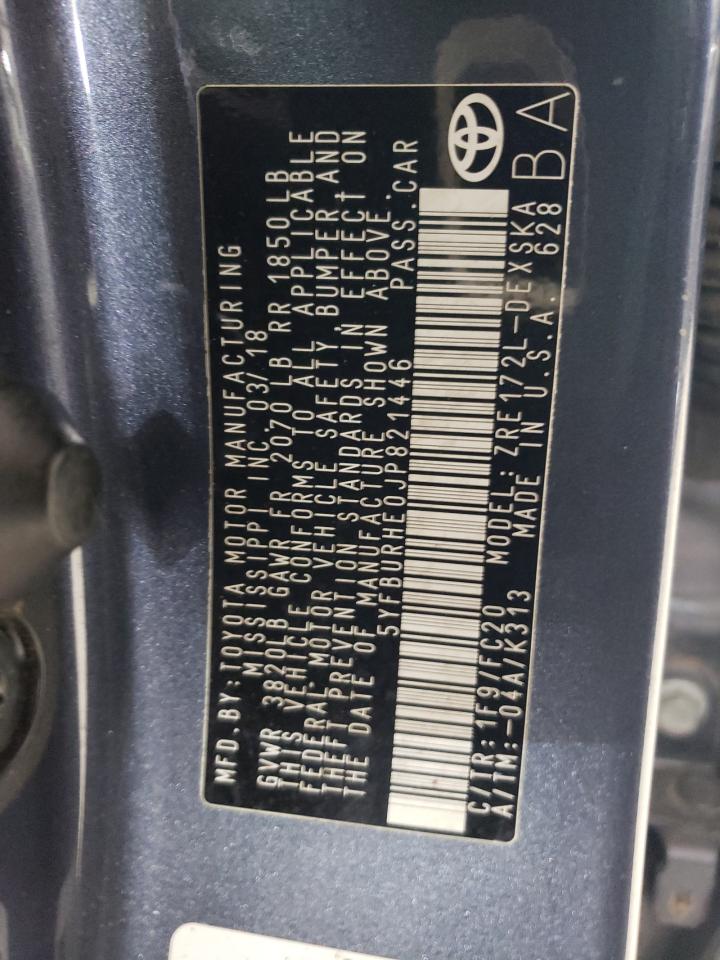 MFD.BY:TOYOTA MOTOR MANUFACTURING
MISSISSIPPI INC.03/18
GVWR 3820LB GAWR FR 2070 LB RR 1850LB
THIS VEHICLE CONFORMS TO ALL APPLICABLE
FEDERAL MOTOR VEHICLE SAFETY, BUMPER AND
THEFT PREVENTION STANDARDS IN EFFECT ON
THE DATE OF MANUFACTURE SHOWN ABOVE.
5YFBURHE0JP821446 PASS.CAR
C/TR:1F9/FC20 MODEL:ZRE172L-DEXSKA
A/TM:-04A/K313 MADE IN U.S.A. 628
BA